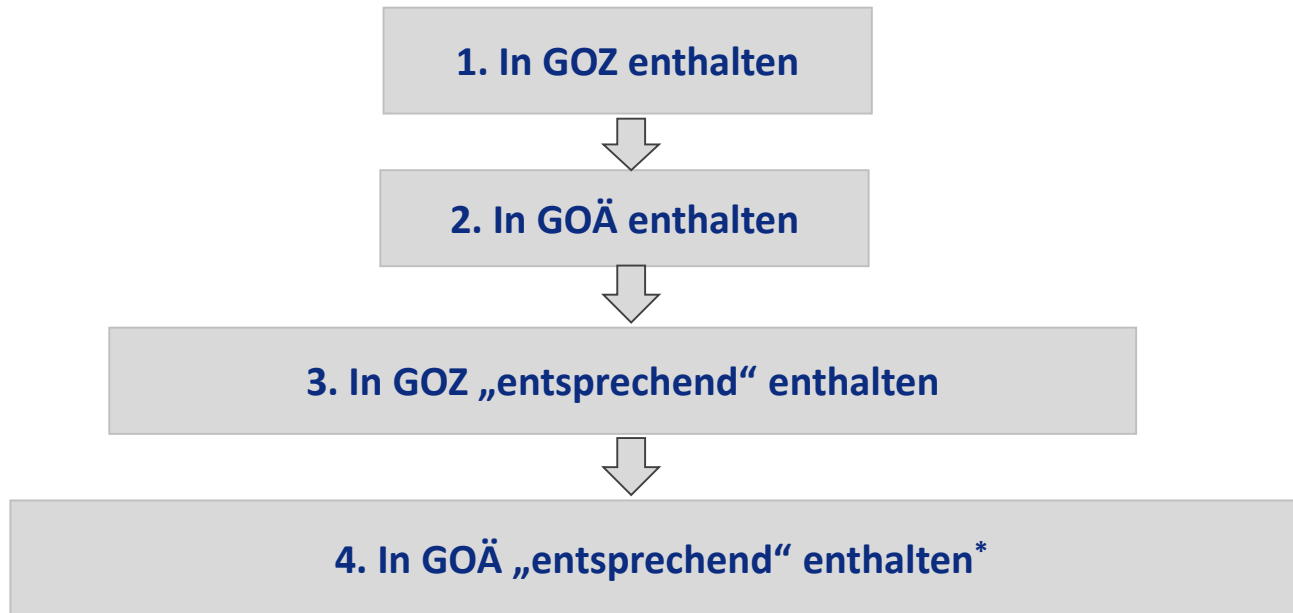 1. In GOZ enthalten
2. In GOÄ enthalten
3. In GOZ „entsprechend“ enthalten
4. In GOÄ „entsprechend“ enthalten*